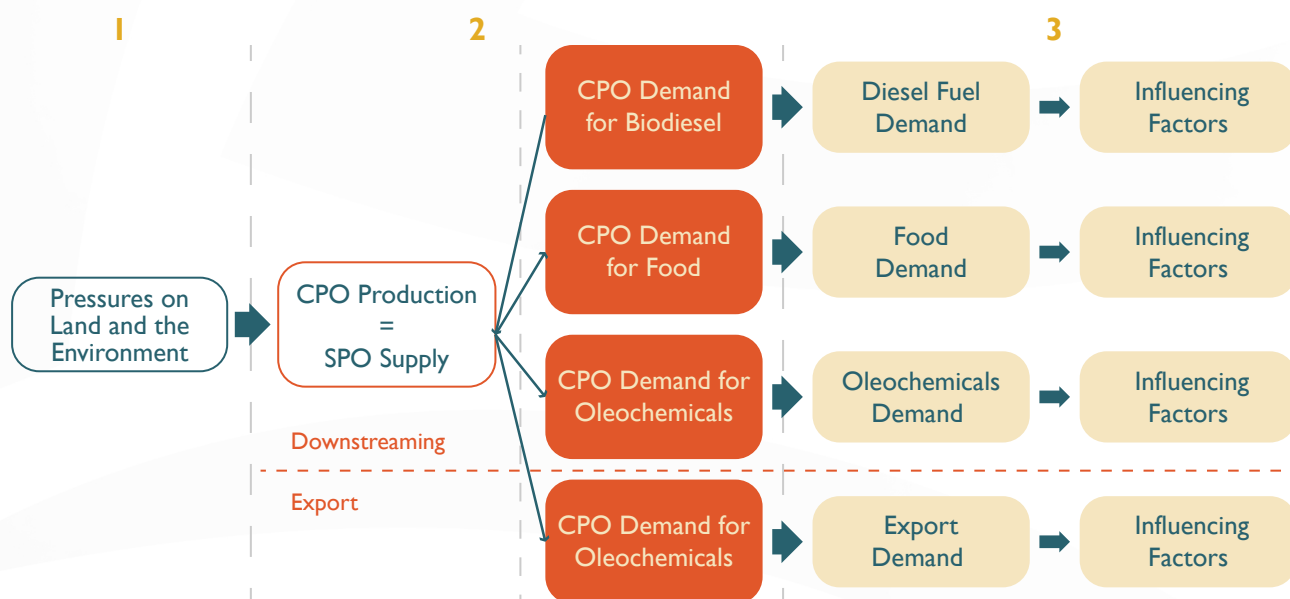 1
2
3
Pressures on
Land and the
Environment
CPO Production
=
SPO Supply
Downstreaming
Export
CPO Demand
for Biodiesel
Diesel Fuel
Demand
Influencing
Factors
CPO Demand
for Food
Food
Demand
Influencing
Factors
CPO Demand for
Oleochemicals
Oleochemicals
Demand
Influencing
Factors
CPO Demand for
Oleochemicals
Export
Demand
Influencing
Factors